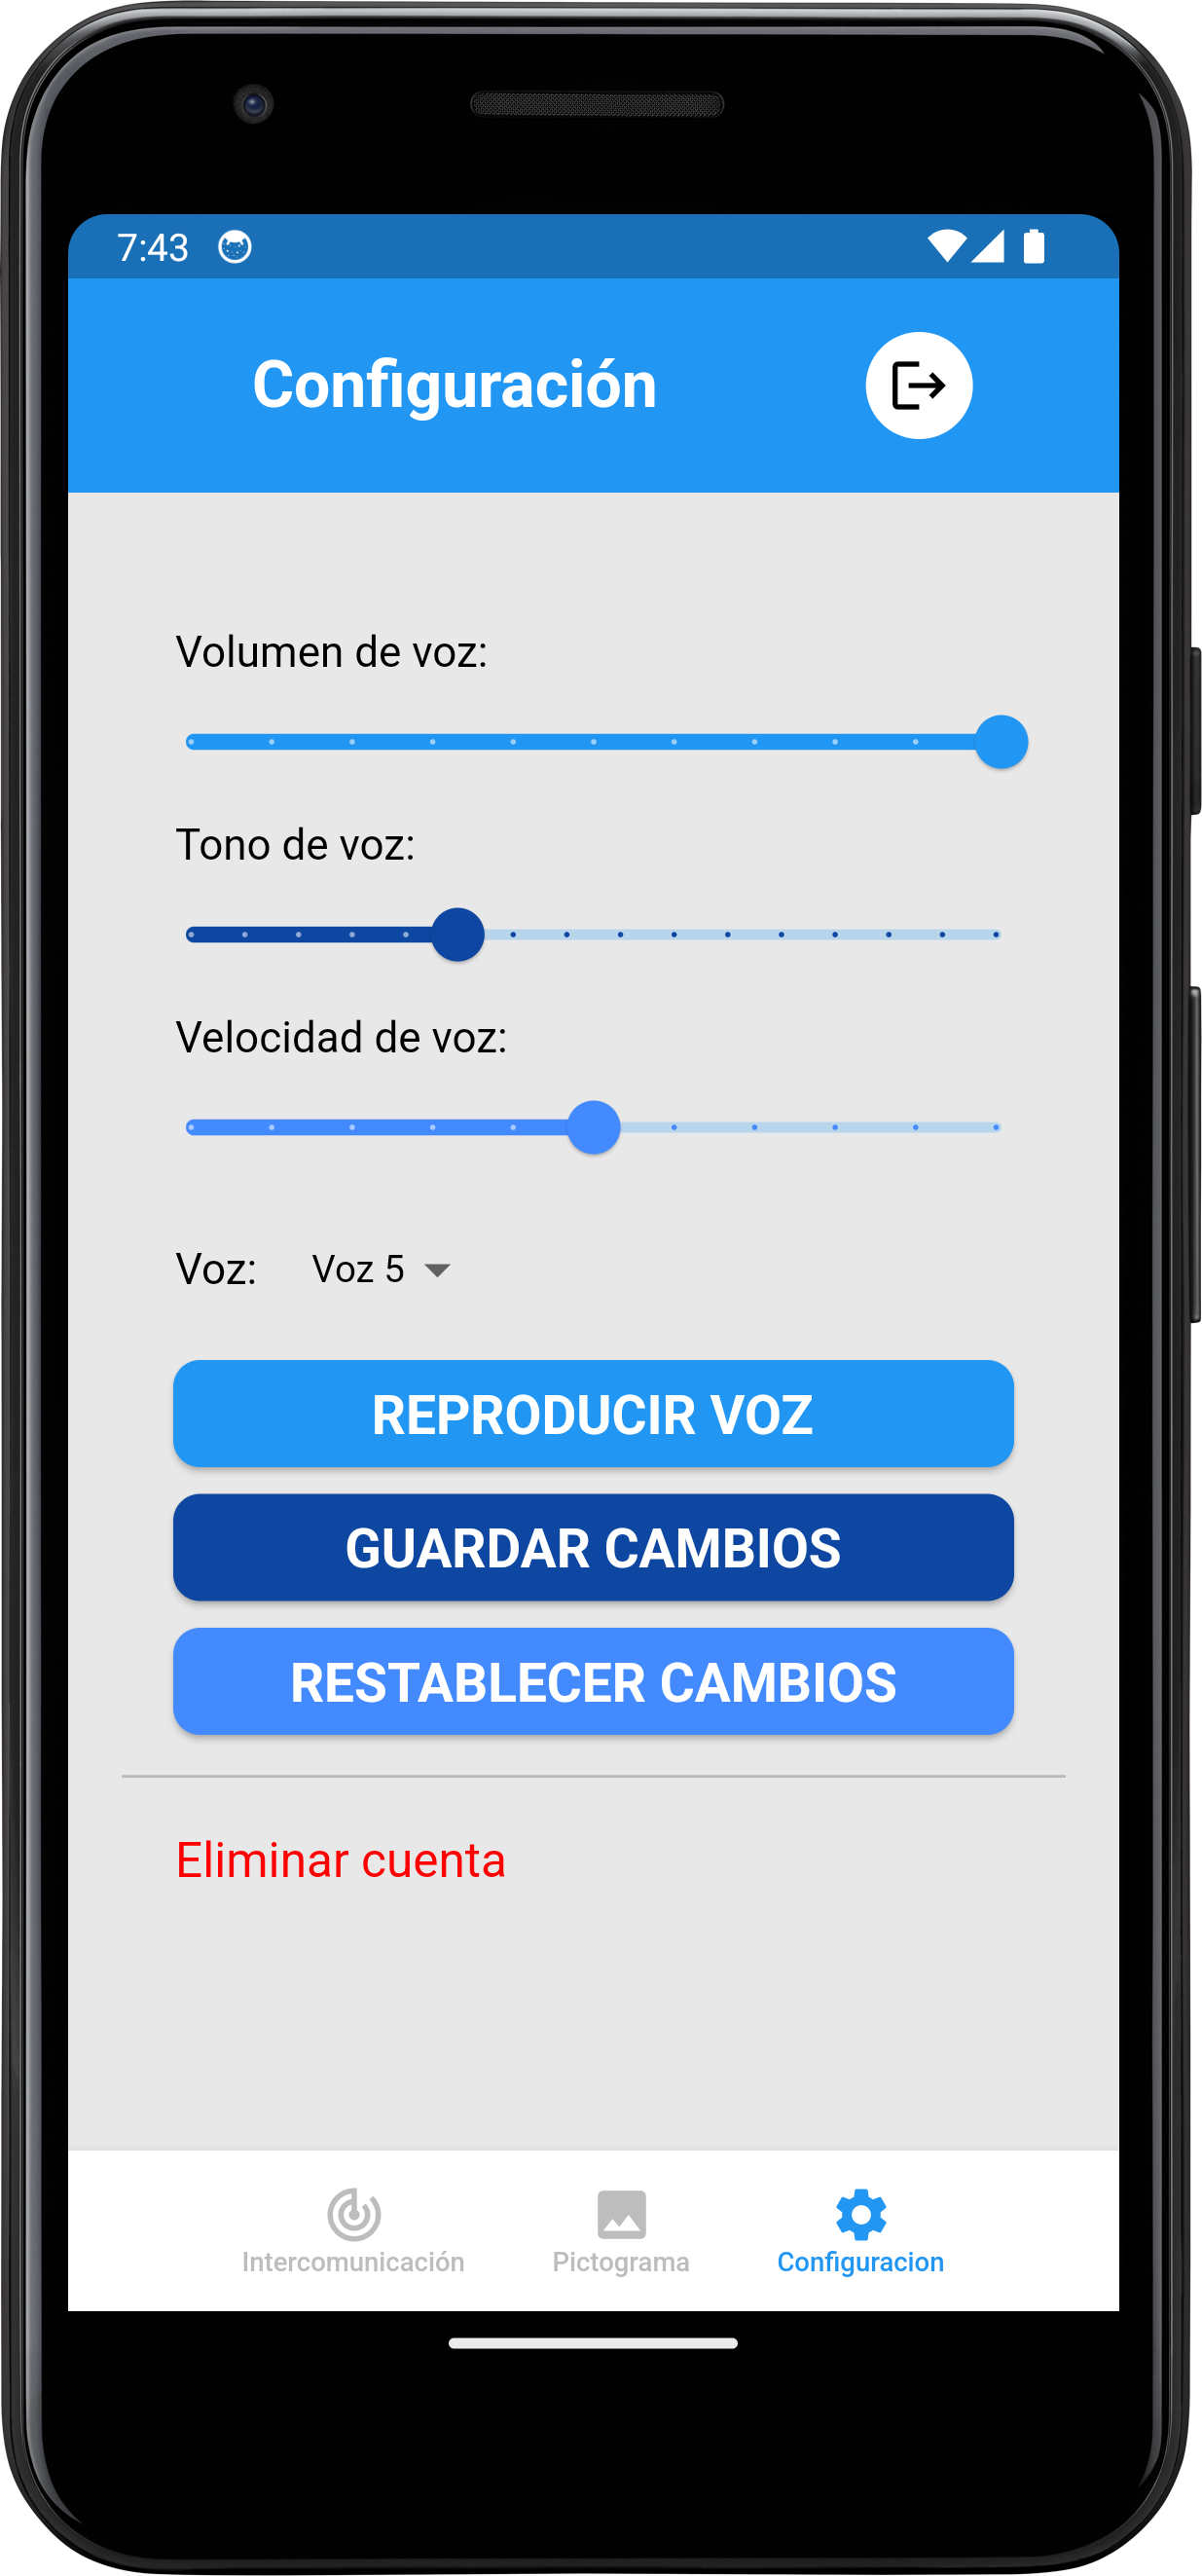 7:43
Configuración
Volumen de voz:
Tono de voz:
Velocidad de voz:
Voz: Voz 5
REPRODUCIR VOZ
GUARDAR CAMBIOS
RESTABLECER CAMBIOS
Eliminar cuenta
Intercomunicación Pictograma Configuracion